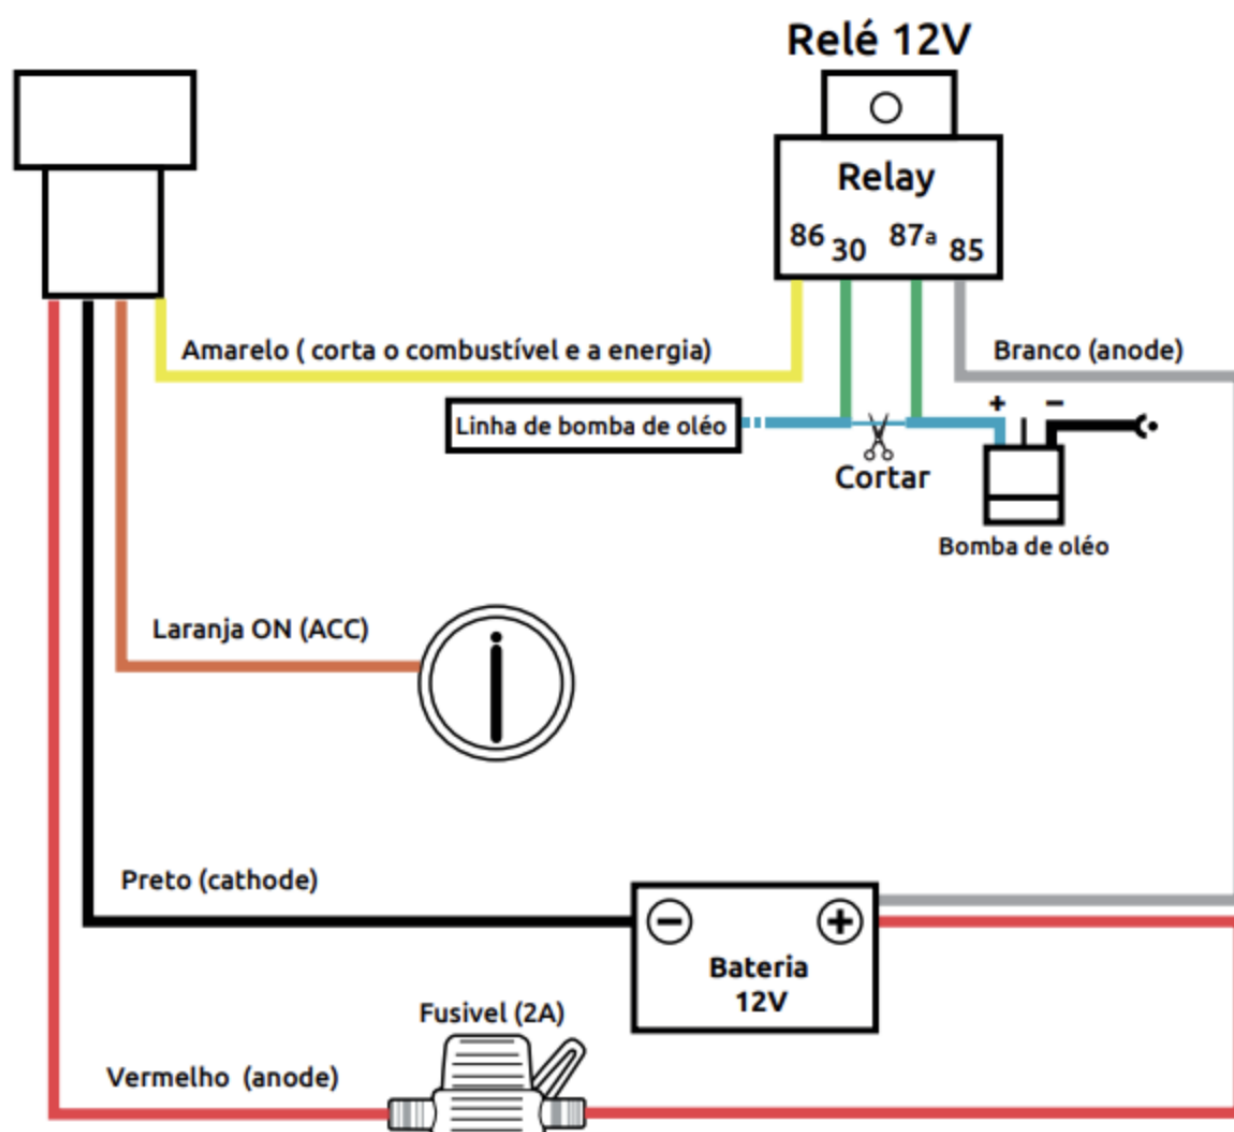 Relé 12V
Relay
86 30 87a 85
Amarelo ( corta o combustível e a energia)
Branco (anode)
+ −
Linha de bomba de oléo
Cortar
Bomba de oléo
Laranja ON (ACC)
Preto (cathode)
− +
Bateria
12V
Fusivel (2A)
Vermelho (anode)